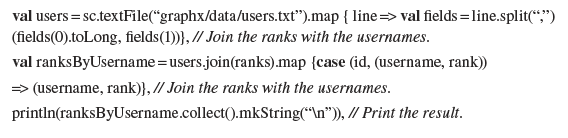 val users = sc.textFile(“graphx/data/users.txt”).map { line => val fields = line.split(“,”)
(fields(0).toLong, fields(1))}, // Join the ranks with the usernames.
val ranksByUsername = users.join(ranks).map {case (id, (username, rank))
=> (username, rank)}, // Join the ranks with the usernames.
println(ranksByUsername.collect().mkString(“\n”)), // Print the result.